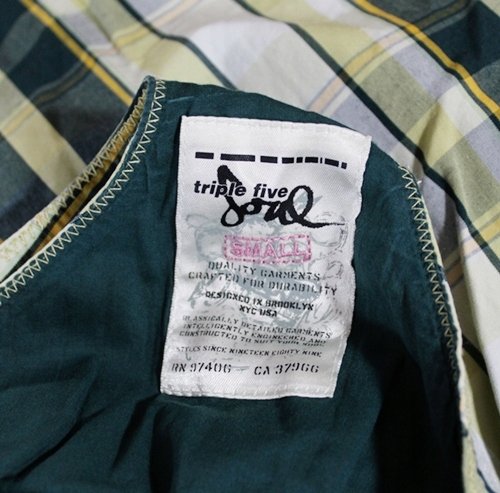 triple five
Soul
SMALL
QUALITY GARMENTS
CRAFTED FOR DURABILITY
DESIGNED IN BROOKLYN
NYC USA
CLASSICALLY DETAILED GARMENTS
INTELLIGENTLY ENGINEERED AND
CONSTRUCTED TO SUIT YOUR
STYLES SINCE NINETEEN EIGHTY NINE
RN 97406 CA 37966